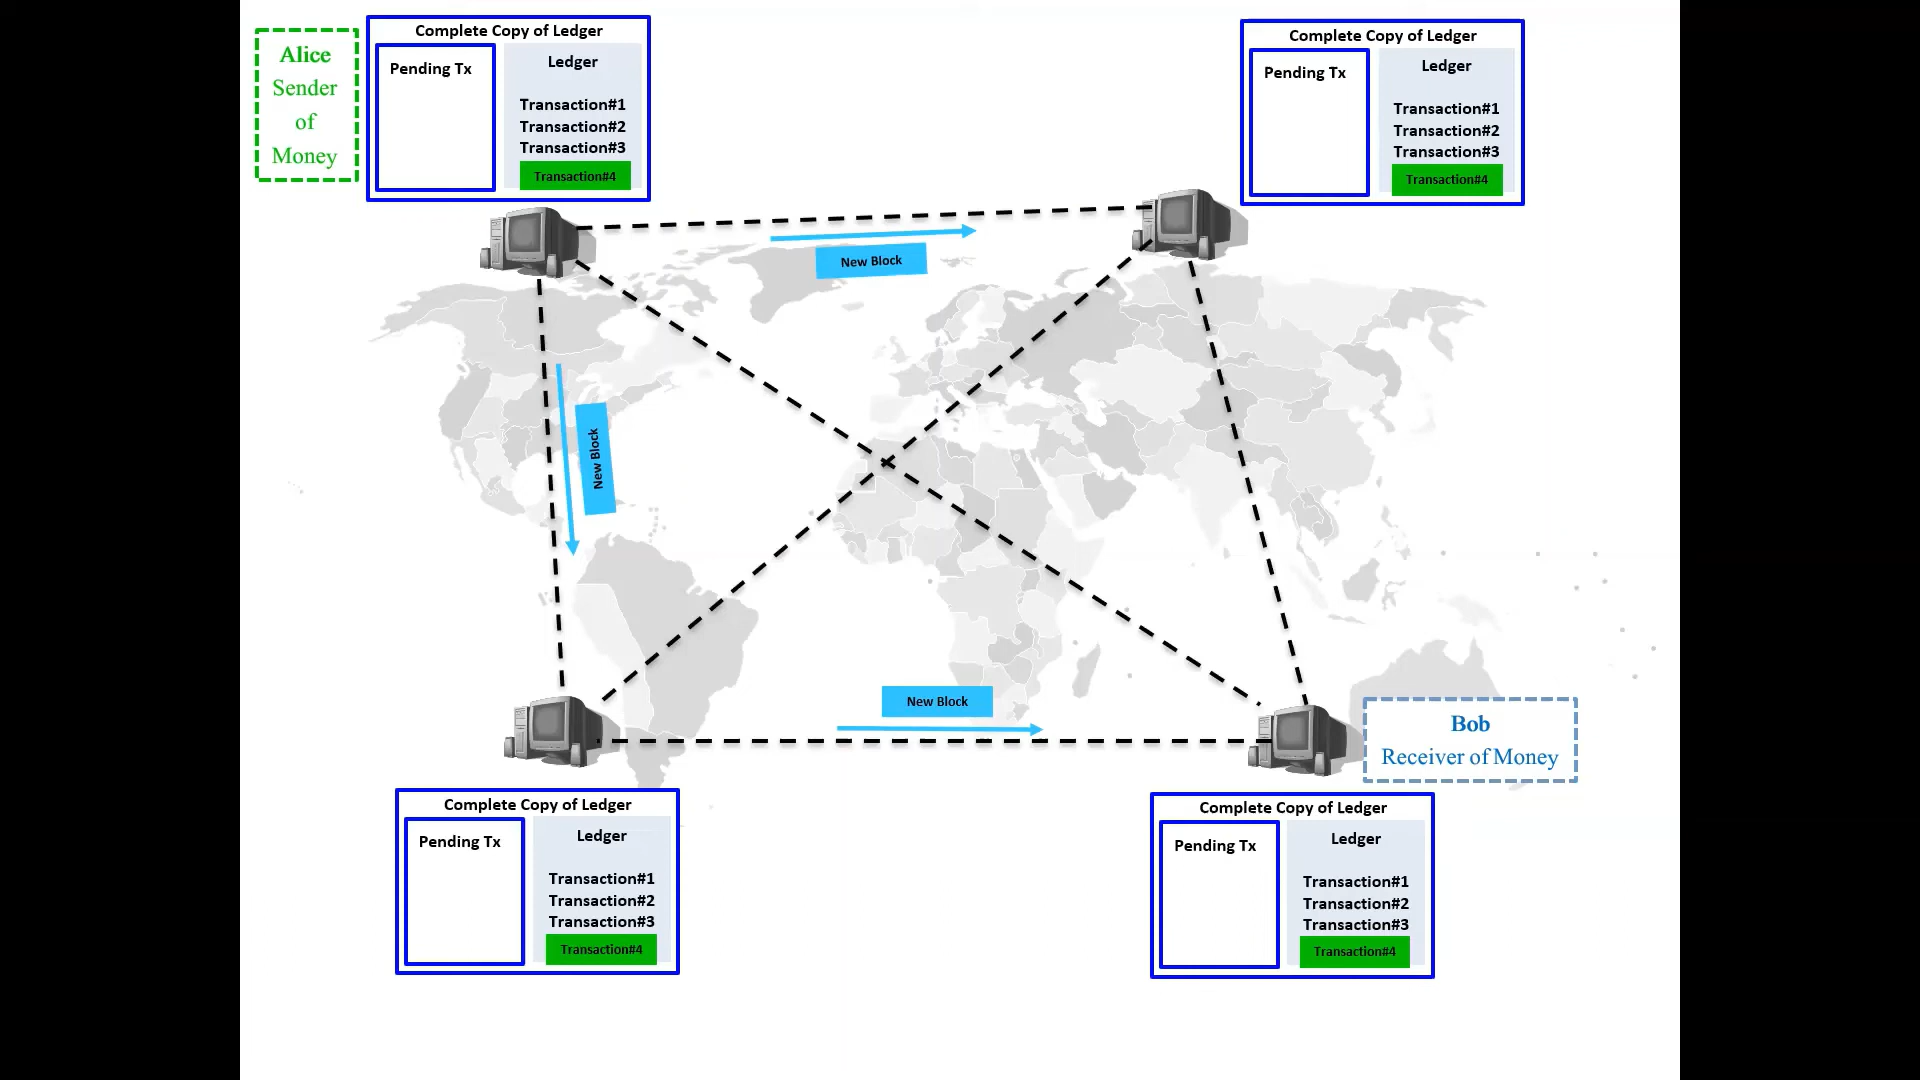 Alice
Sender
of
Money
Complete Copy of Ledger
Pending Tx
Ledger
Transaction#1
Transaction#2
Transaction#3
Transaction#4
Complete Copy of Ledger
Pending Tx
Ledger
Transaction#1
Transaction#2
Transaction#3
Transaction#4
New Block
New Block
New Block
Bob
Receiver of Money
Complete Copy of Ledger
Pending Tx
Ledger
Transaction#1
Transaction#2
Transaction#3
Transaction#4
Complete Copy of Ledger
Pending Tx
Ledger
Transaction#1
Transaction#2
Transaction#3
Transaction#4